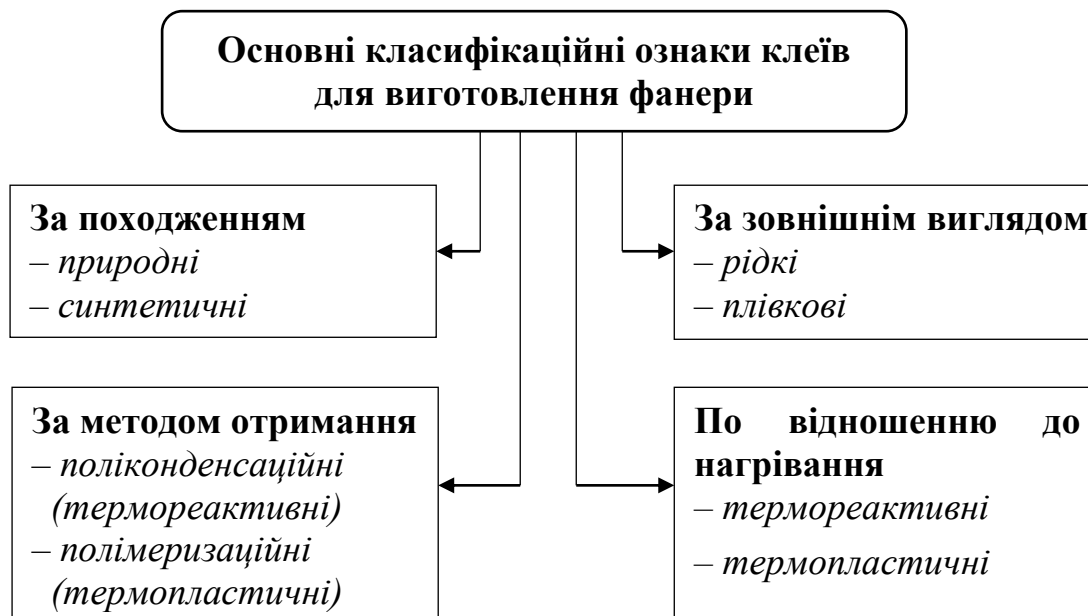 Основні класифікаційні ознаки клеїв
для виготовлення фанери
За походженням
– природні
– синтетичні
За зовнішнім виглядом
– рідкі
– плівкові
За методом отримання
– поліконденсаційні
(термореактивні)
– полімеризаційні
(термопластичні)
По відношенню до
нагрівання
– термореактивні
– термопластичні